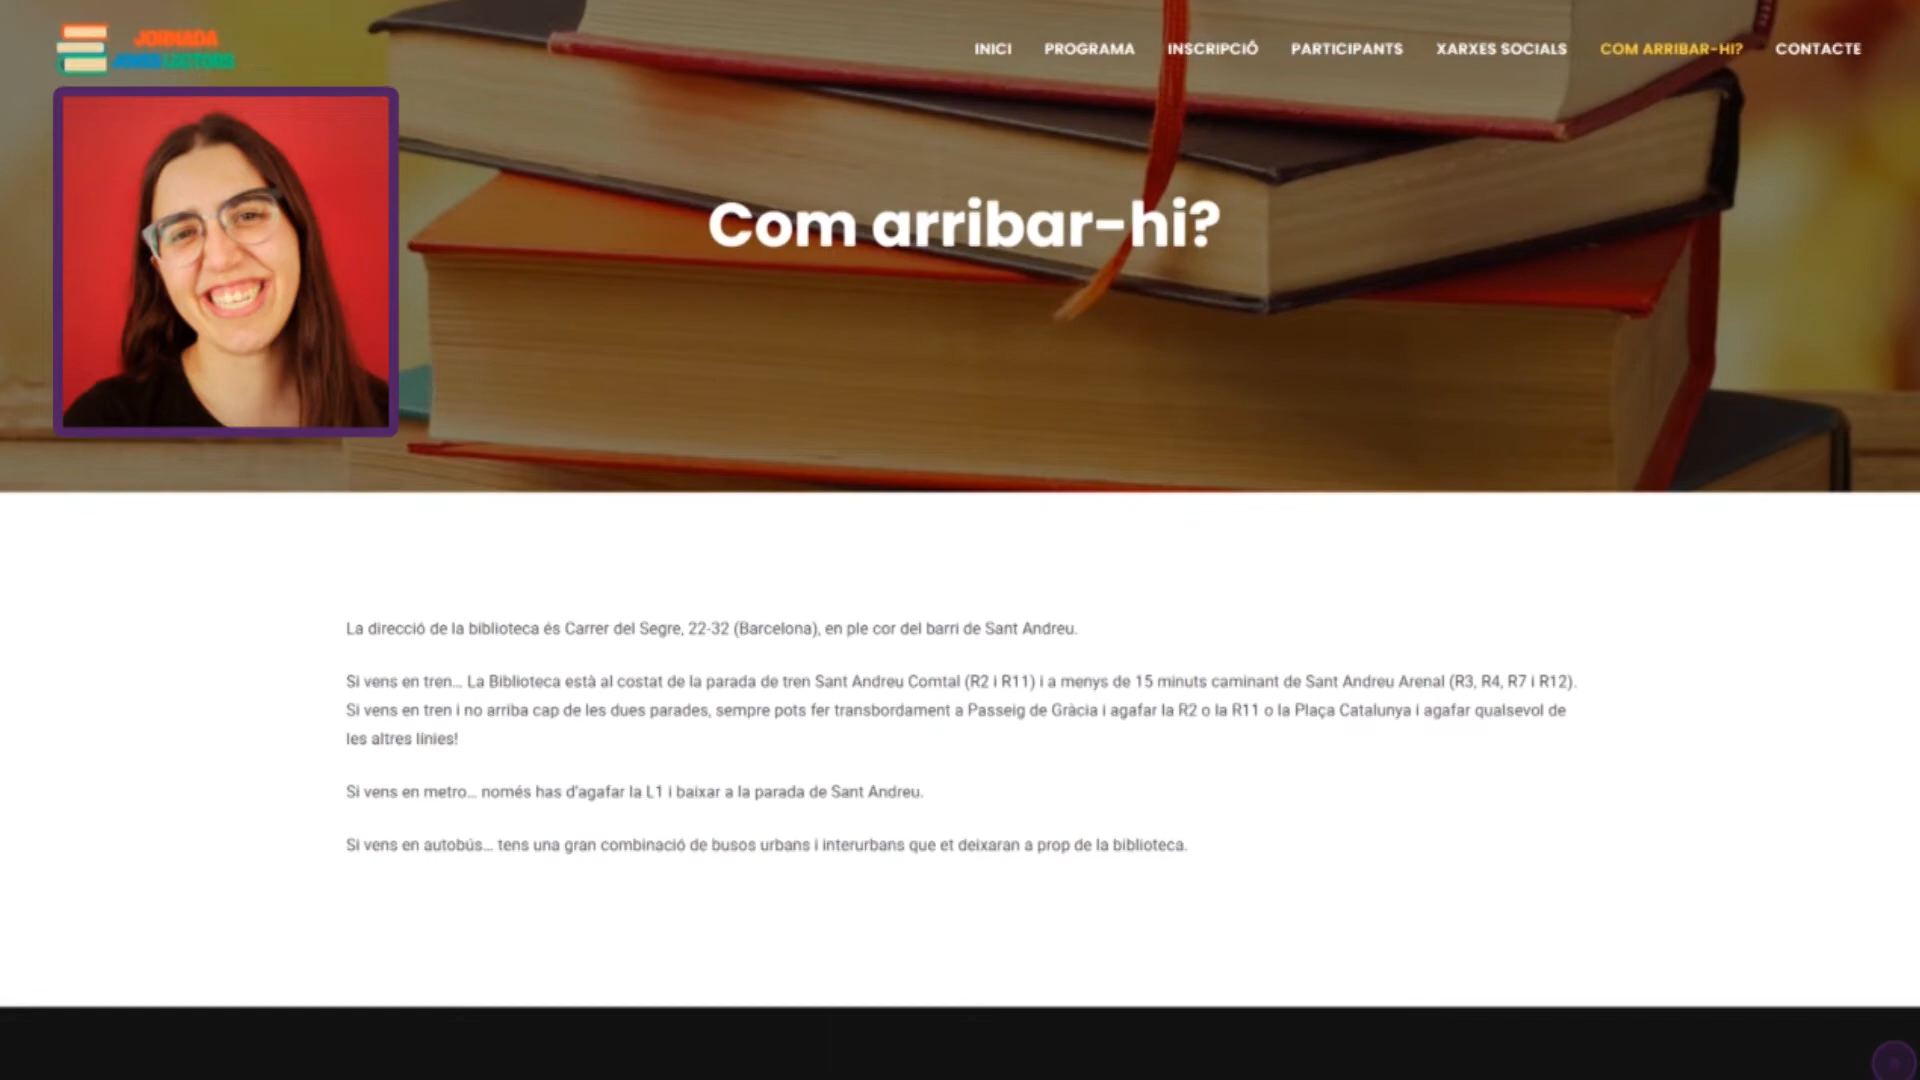 JORNADA
JOVES LECTORS
INICI PROGRAMA INSCRIPCIÓ PARTICIPANTS XARXES SOCIALS COM ARRIBAR-HI? CONTACTE
Com arribar-hi?
La direcció de la biblioteca és Carrer del Segre, 22-32 (Barcelona), en ple cor del barri de Sant Andreu.
Si vens en tren... La Biblioteca està al costat de la parada de tren Sant Andreu Comtal (R2 i R11) i a menys de 15 minuts caminant de Sant Andreu Arenal (R3, R4, R7 i R12).
Si vens en tren i no arriba cap de les dues parades, sempre pots fer transbordament a Passeig de Gràcia i agafar la R2 o la R11 o la Plaça Catalunya i agafar qualsevol de
les altres línies!
Si vens en metro... només has d'agafar la L1 i baixar a la parada de Sant Andreu.
Si vens en autobús... tens una gran combinació de busos urbans i interurbans que et deixaran a prop de la biblioteca.